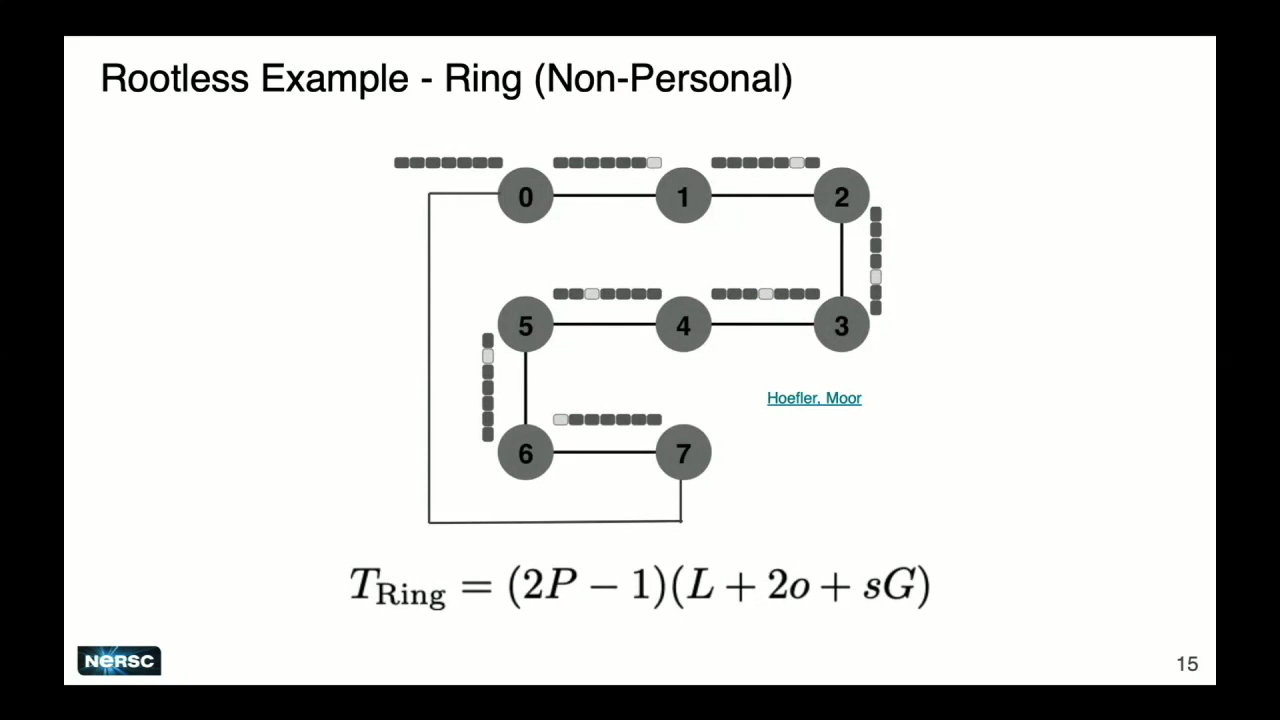 Rootless Example - Ring (Non-Personal)
0
1
2
5
4
3
Hoefler, Moor
6
7
T_Ring = (2P − 1)(L + 2o + sG)
NERSC
15